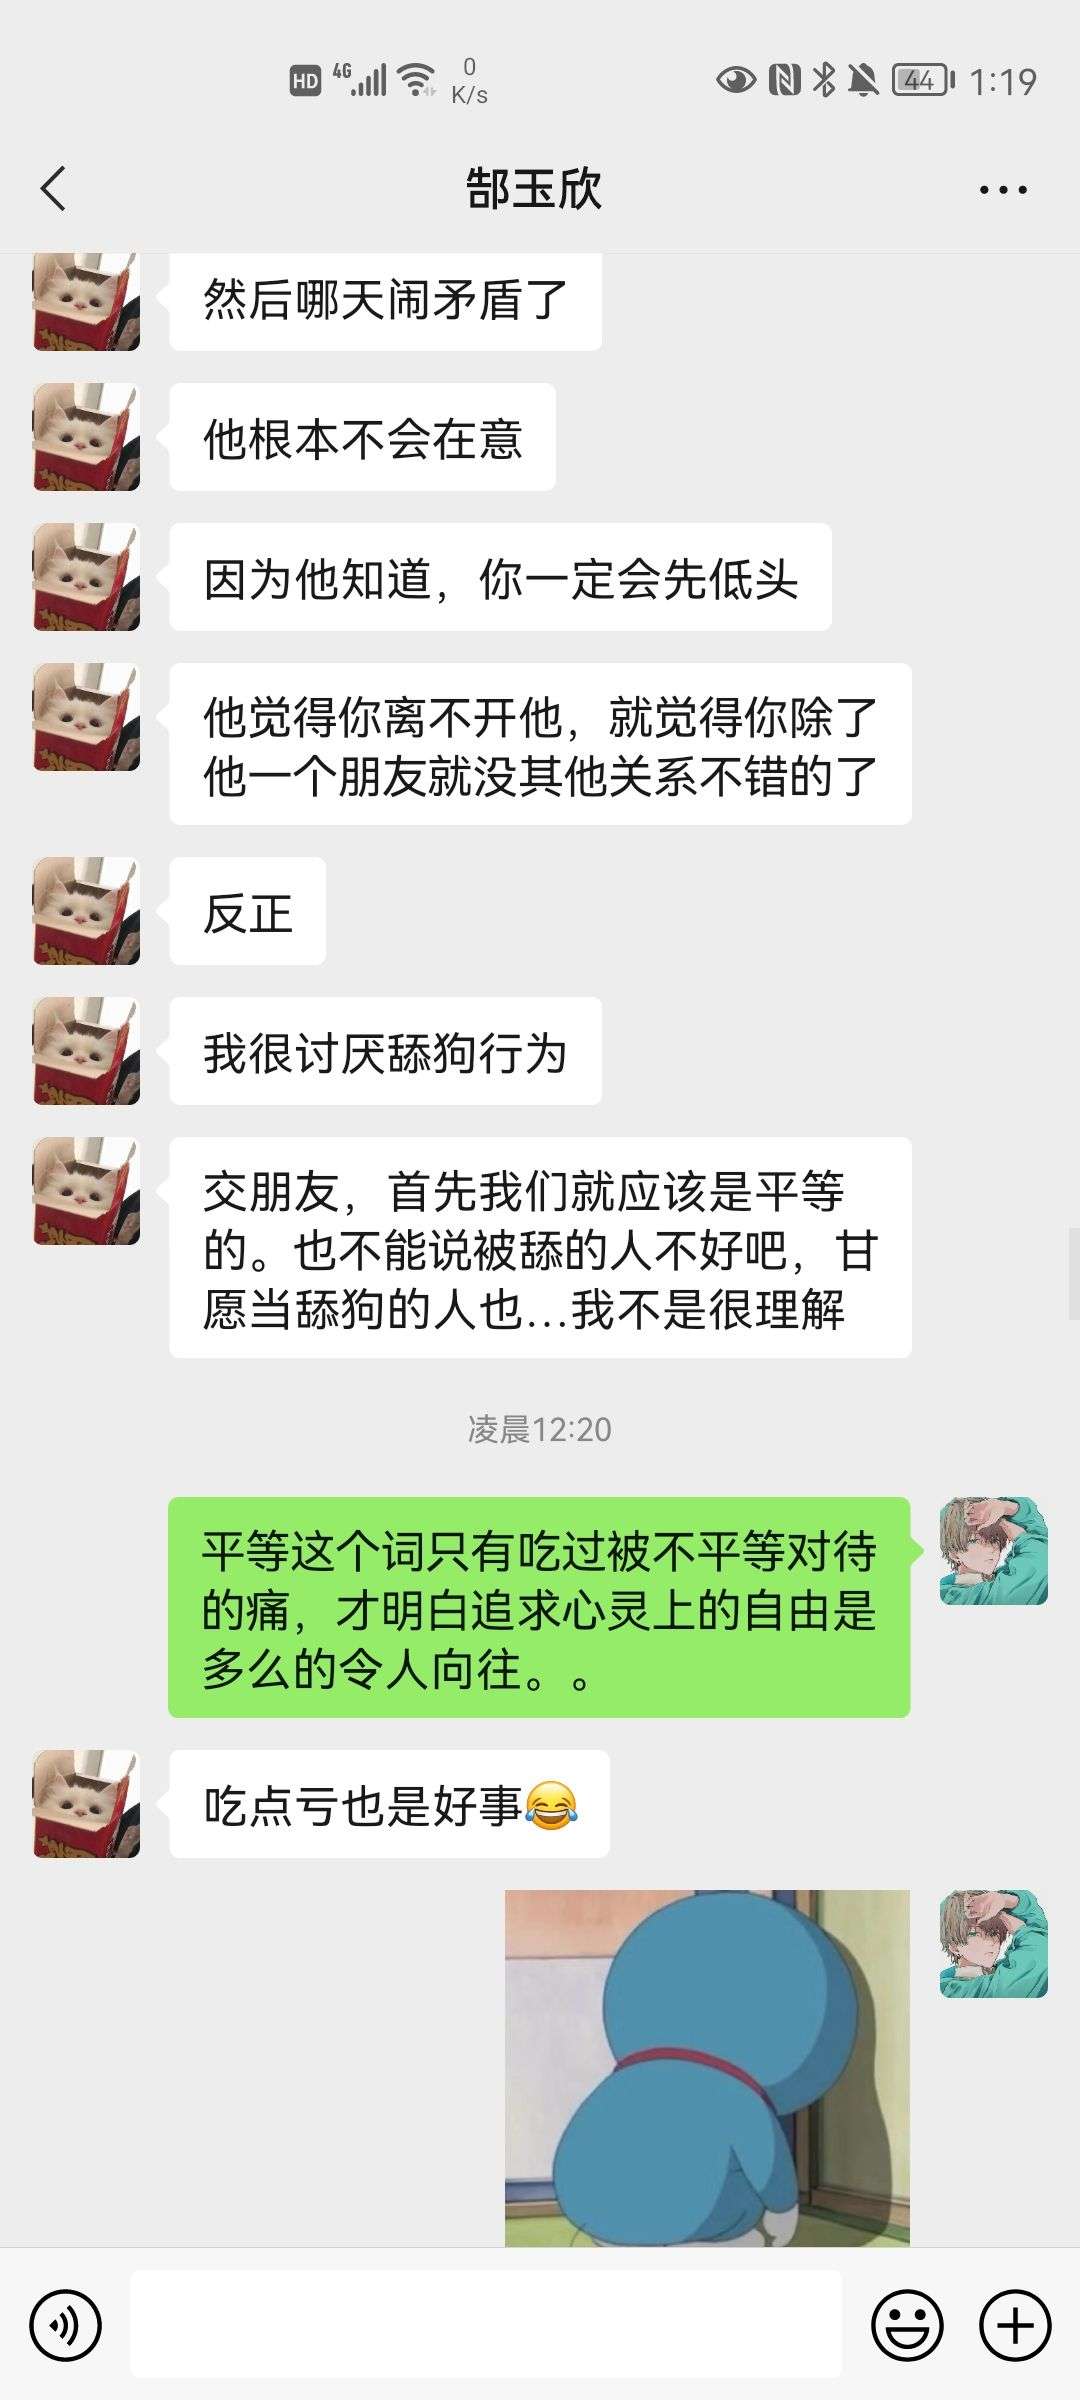 HD 4G 0 K/s 44 1:19
郜玉欣
然后哪天闹矛盾了
他根本不会在意
因为他知道，你一定会先低头
他觉得你离不开他，就觉得你除了
他一个朋友就没其他关系不错的了
反正
我很讨厌舔狗行为
交朋友，首先我们就应该是平等
的。也不能说被舔的人不好吧，甘
愿当舔狗的人也...我不是很理解
凌晨12:20
平等这个词只有吃过被不平等对待
的痛，才明白追求心灵上的自由是
多么的令人向往。。
吃点亏也是好事😂